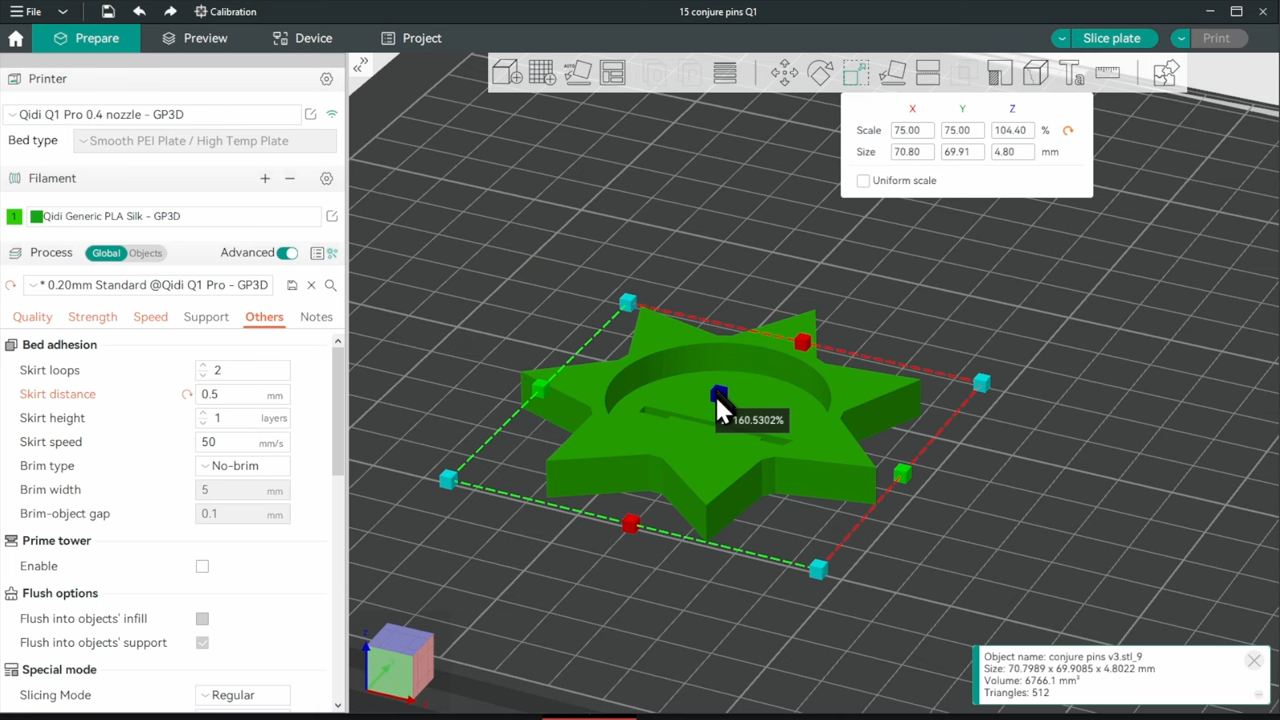 File
Calibration
15 conjure pins Q1
Prepare
Preview
Device
Project
Slice plate
Print
Printer
Qidi Q1 Pro 0.4 nozzle - GP3D
Bed type
Smooth PEI Plate / High Temp Plate
Filament
1
Qidi Generic PLA Silk - GP3D
Process
Global
Objects
Advanced
* 0.20mm Standard @Qidi Q1 Pro - GP3D
Quality
Strength
Speed
Support
Others
Notes
Bed adhesion
Skirt loops 2
Skirt distance 0.5 mm
Skirt height 1 layers
Skirt speed 50 mm/s
Brim type No-brim
Brim width 5 mm
Brim-object gap 0.1 mm
Prime tower
Enable
Flush options
Flush into objects' infill
Flush into objects' support
Special mode
Slicing Mode Regular
X Y Z
Scale 75.00 75.00 104.40 %
Size 70.80 69.91 4.80 mm
Uniform scale
160.5302%
Object name: conjure pins v3.stl_9
Size: 70.7989 x 69.9085 x 4.8022 mm
Volume: 6766.1 mm³
Triangles: 512